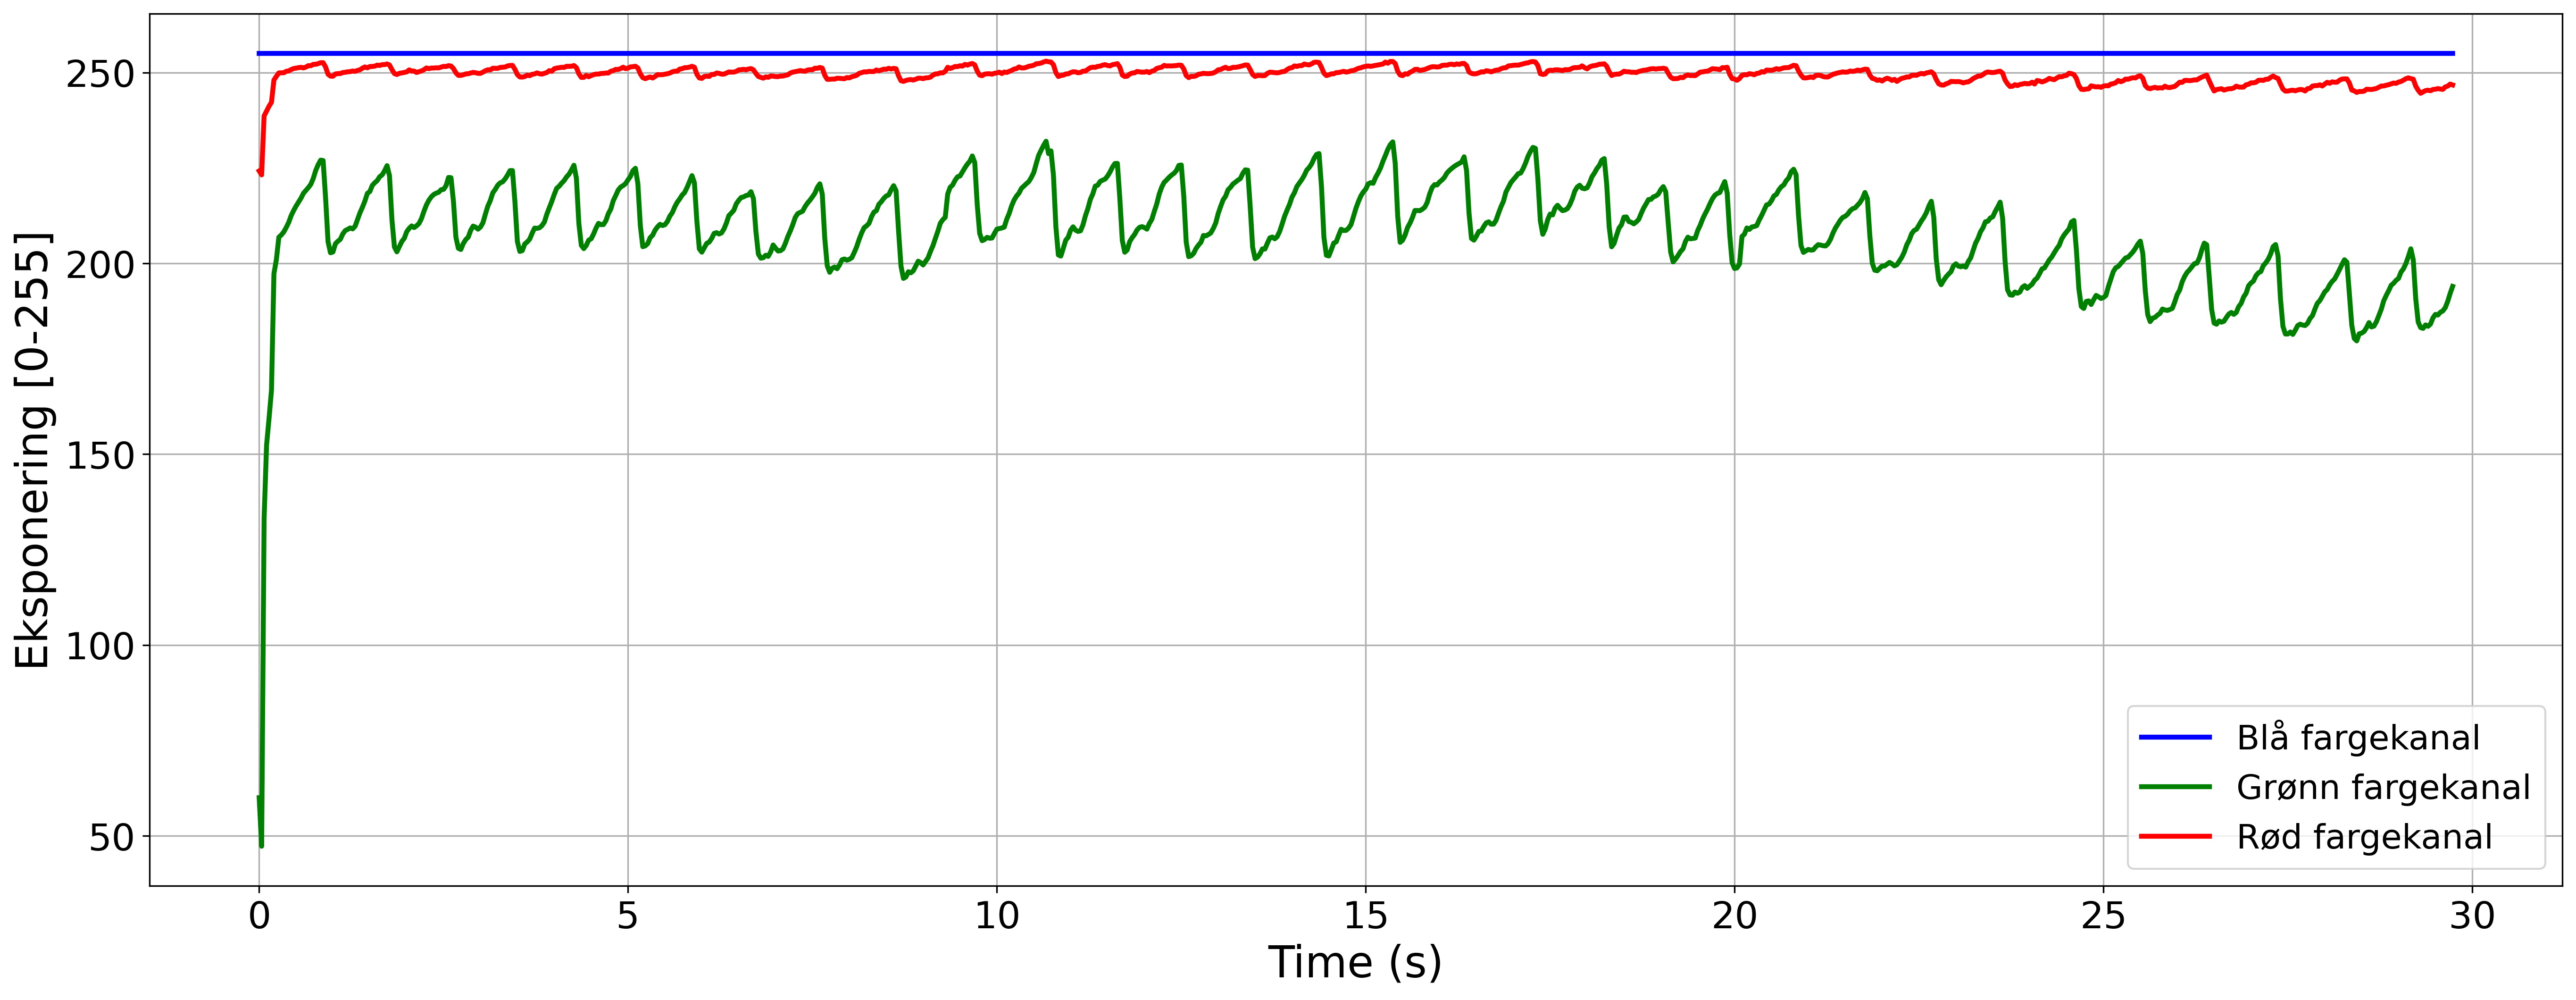 Eksponering [0-255]
250
200
150
100
50
0 5 10 15 20 25 30
Time (s)
Blå fargekanal
Grønn fargekanal
Rød fargekanal